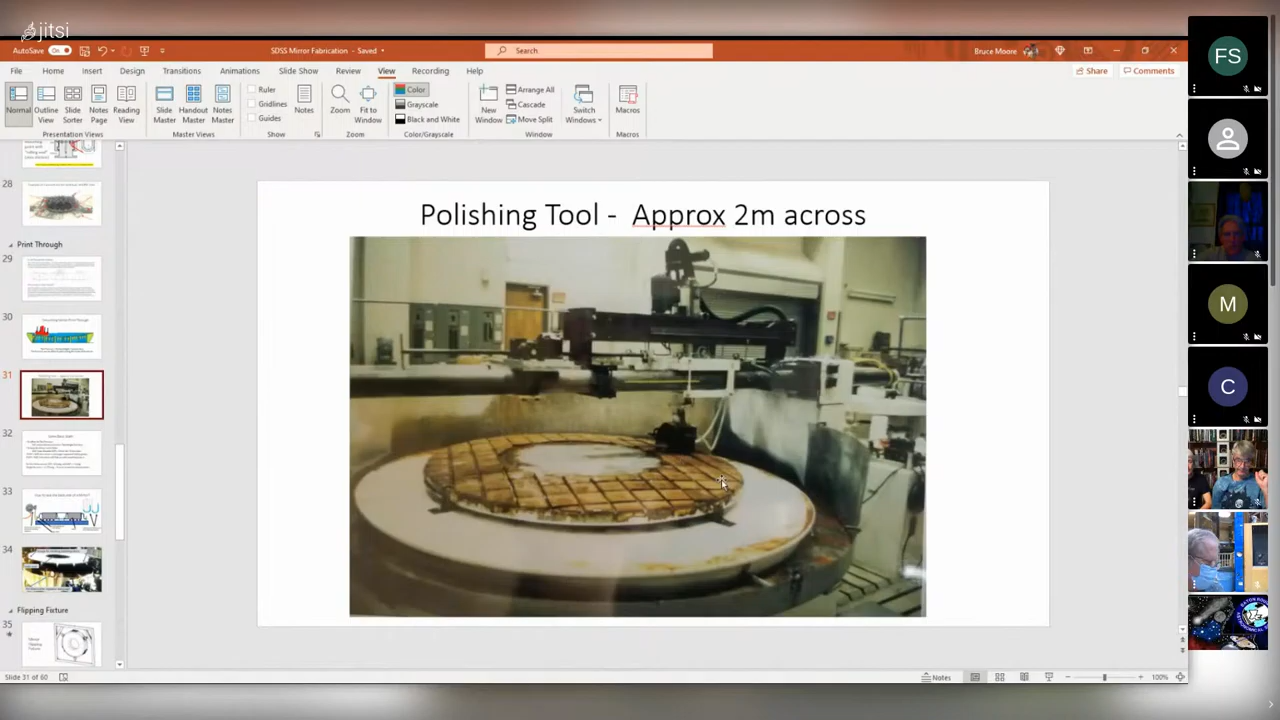 jitsi
AutoSave On
SDSS Mirror Fabrication - Saved
Search
Bruce Moore
File Home Insert Design Transitions Animations Slide Show Review View Recording Help
Share Comments
Normal
Outline View
Slide Sorter
Notes Page
Reading View
Presentation Views
Slide Master
Handout Master
Notes Master
Master Views
Ruler
Gridlines
Guides
Show
Notes
Zoom
Fit to Window
Zoom
Color
Grayscale
Black and White
Color/Grayscale
New Window
Arrange All
Cascade
Move Split
Switch Windows
Window
Macros
Macros
28
Print Through
29
30
31
32
33
34
Flipping Fixture
35
Polishing Tool - Approx 2m across
FS
M
C
Slide 31 of 60
Notes
100%